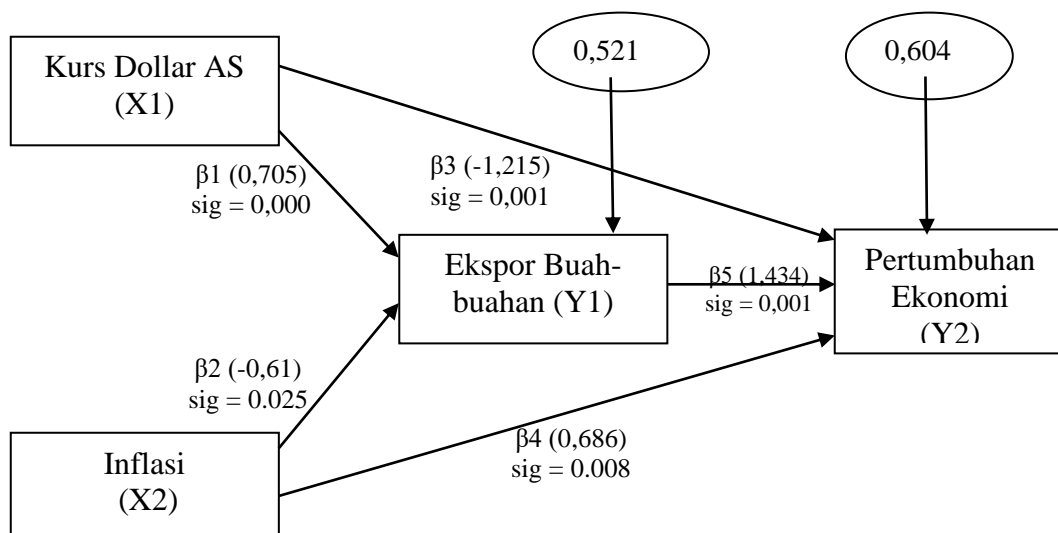 Kurs Dollar AS
(X1)
0,521
0,604
β1 (0,705)
sig = 0,000
β3 (-1,215)
sig = 0,001
Ekspor Buah-
buahan (Y1)
β5 (1,434)
sig = 0,001
Pertumbuhan
Ekonomi
(Y2)
β2 (-0,61)
sig = 0.025
β4 (0,686)
sig = 0.008
Inflasi
(X2)